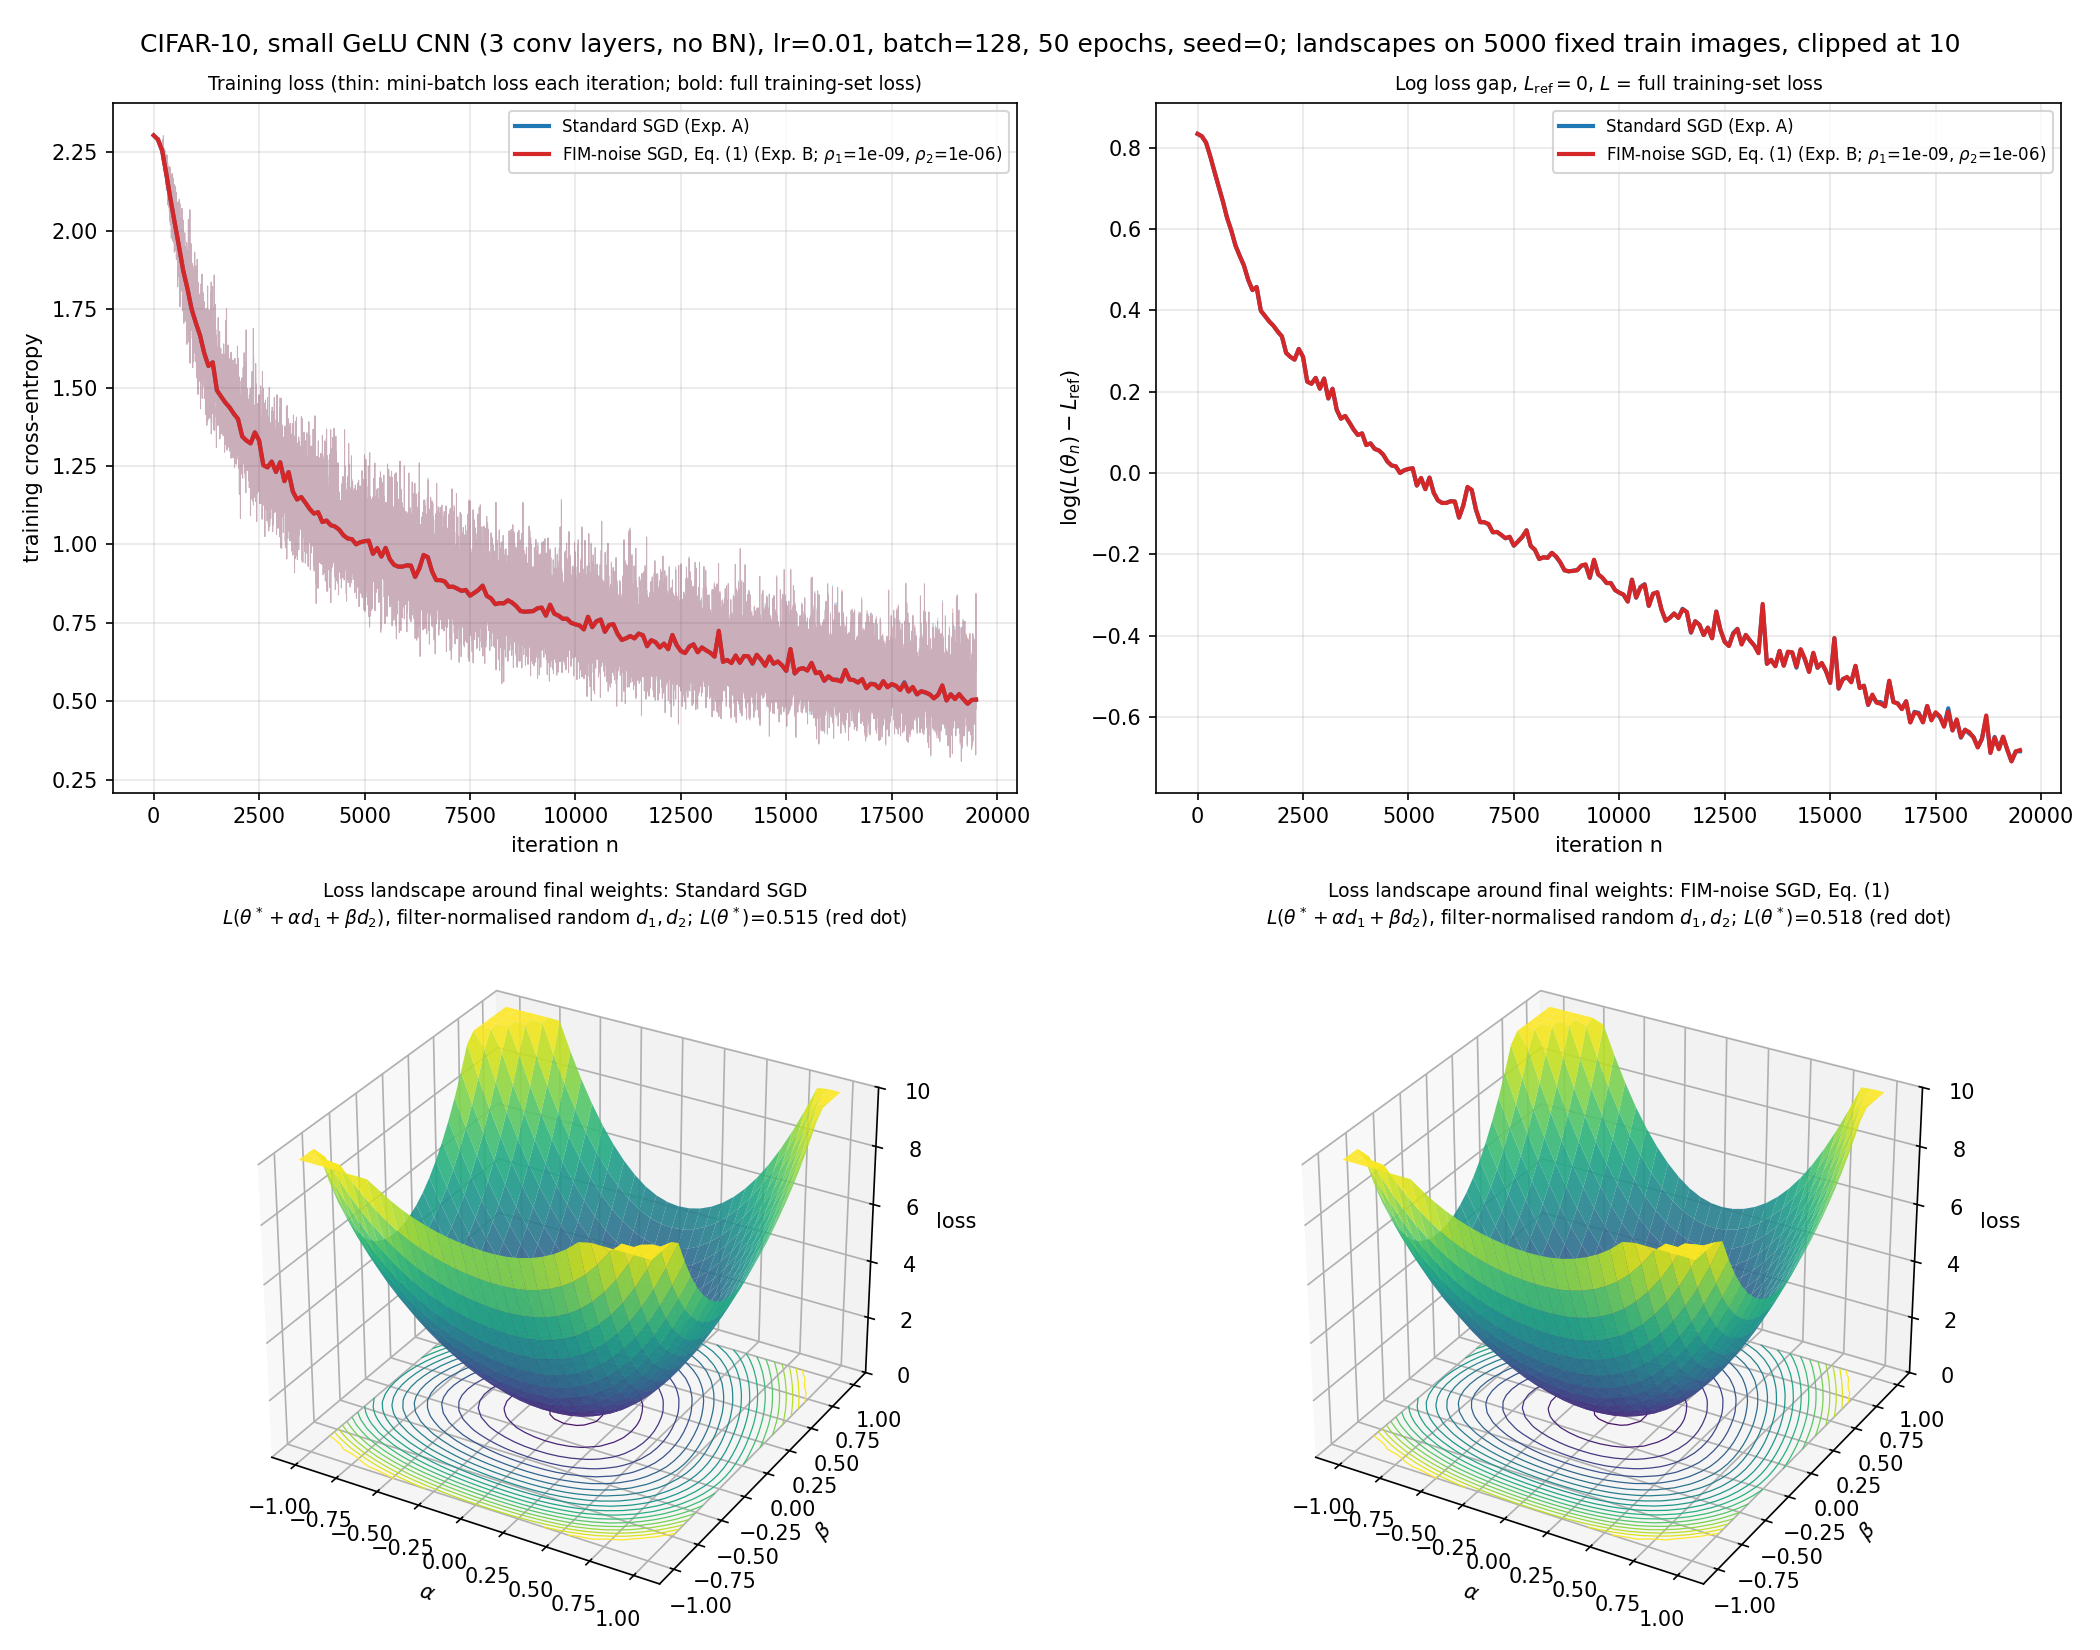 CIFAR-10, small GeLU CNN (3 conv layers, no BN), lr=0.01, batch=128, 50 epochs, seed=0; landscapes on 5000 fixed train images, clipped at 10
Training loss (thin: mini-batch loss each iteration; bold: full training-set loss)
Standard SGD (Exp. A)
FIM-noise SGD, Eq. (1) (Exp. B; ρ₁=1e-09, ρ₂=1e-06)
2.25
2.00
1.75
1.50
1.25
1.00
0.75
0.50
0.25
training cross-entropy
0 2500 5000 7500 10000 12500 15000 17500 20000
iteration n
Log loss gap, L_ref = 0, L = full training-set loss
Standard SGD (Exp. A)
FIM-noise SGD, Eq. (1) (Exp. B; ρ₁=1e-09, ρ₂=1e-06)
0.8
0.6
0.4
0.2
0.0
−0.2
−0.4
−0.6
log(L(θₙ) − L_ref)
0 2500 5000 7500 10000 12500 15000 17500 20000
iteration n
Loss landscape around final weights: Standard SGD
L(θ* + αd₁ + βd₂), filter-normalised random d₁, d₂; L(θ*)=0.515 (red dot)
10
8
6
4
2
0
loss
−1.00 −0.75 −0.50 −0.25 0.00 0.25 0.50 0.75 1.00
α
1.00
0.75
0.50
0.25
0.00
−0.25
−0.50
−0.75
−1.00
β
Loss landscape around final weights: FIM-noise SGD, Eq. (1)
L(θ* + αd₁ + βd₂), filter-normalised random d₁, d₂; L(θ*)=0.518 (red dot)
10
8
6
4
2
0
loss
−1.00 −0.75 −0.50 −0.25 0.00 0.25 0.50 0.75 1.00
α
1.00
0.75
0.50
0.25
0.00
−0.25
−0.50
−0.75
−1.00
β